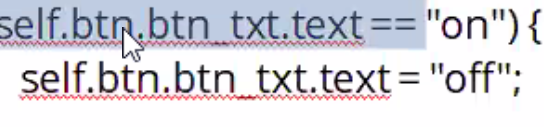 self.btn.btn_txt.text == "on") {
self.btn.btn_txt.text = "off";